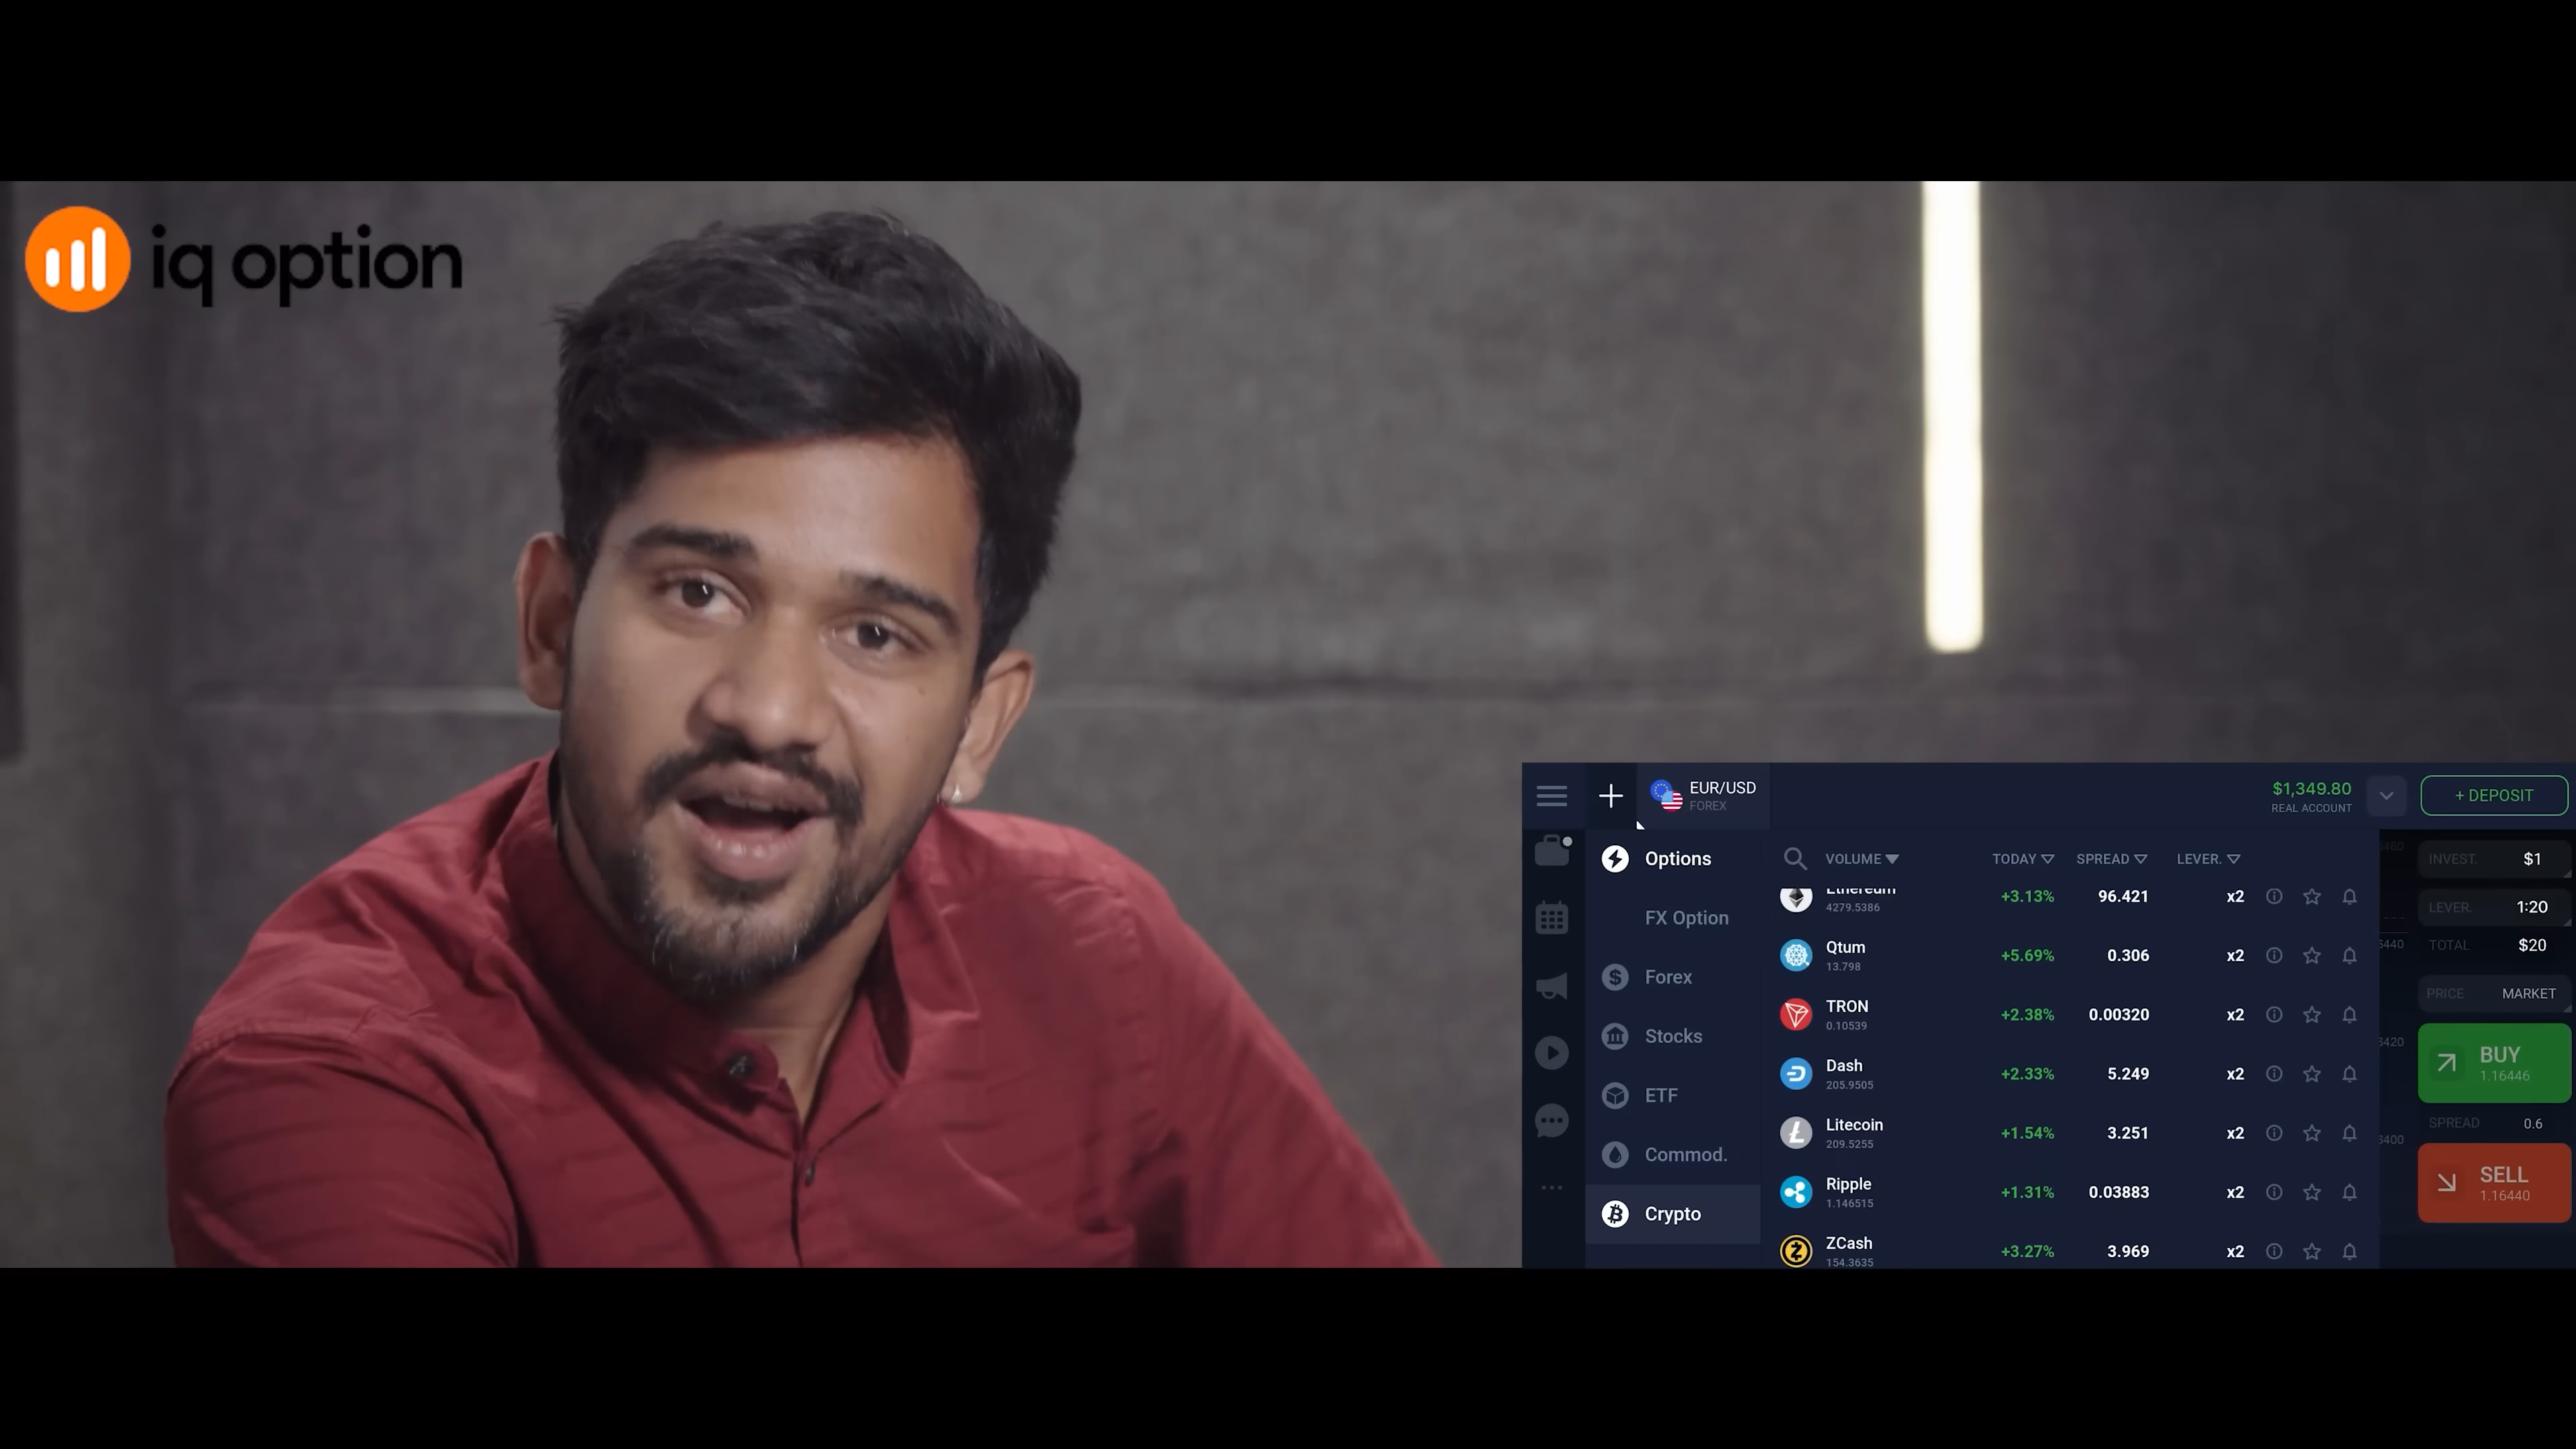 iq option
EUR/USD
FOREX
$1,349.80
REAL ACCOUNT
+ DEPOSIT
Options
FX Option
Forex
Stocks
ETF
Commod.
Crypto
VOLUME TODAY SPREAD LEVER.
Ethereum +3.13% 96.421 x2
4279.5386
Qtum +5.69% 0.306 x2
13.798
TRON +2.38% 0.00320 x2
0.10539
Dash +2.33% 5.249 x2
205.9505
Litecoin +1.54% 3.251 x2
209.5255
Ripple +1.31% 0.03883 x2
1.146515
ZCash +3.27% 3.969 x2
154.3635
INVEST. $1
LEVER. 1:20
TOTAL $20
PRICE MARKET
BUY
1.16446
SPREAD 0.6
SELL
1.16440